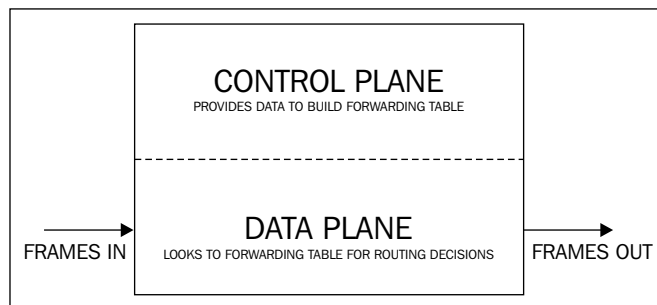 CONTROL PLANE
PROVIDES DATA TO BUILD FORWARDING TABLE
DATA PLANE
FRAMES IN
LOOKS TO FORWARDING TABLE FOR ROUTING DECISIONS
FRAMES OUT